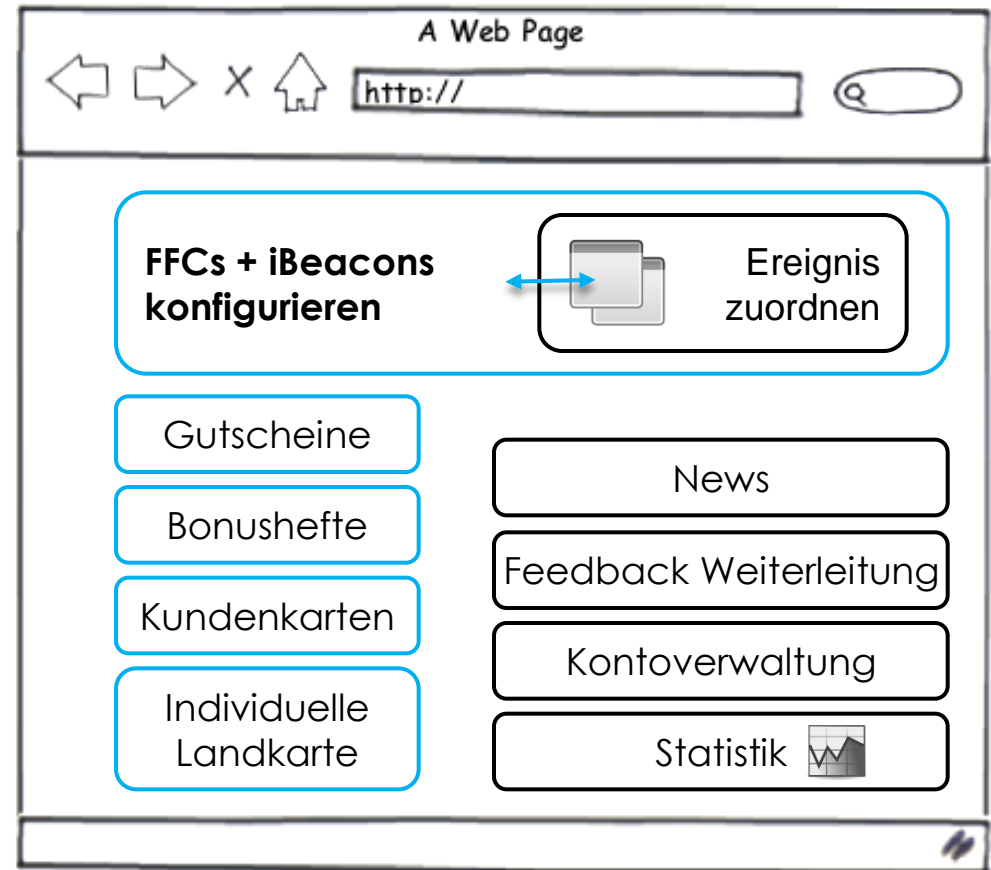 A Web Page
http://
FFCs + iBeacons
konfigurieren
Ereignis
zuordnen
Gutscheine
Bonushefte
Kundenkarten
Individuelle
Landkarte
News
Feedback Weiterleitung
Kontoverwaltung
Statistik